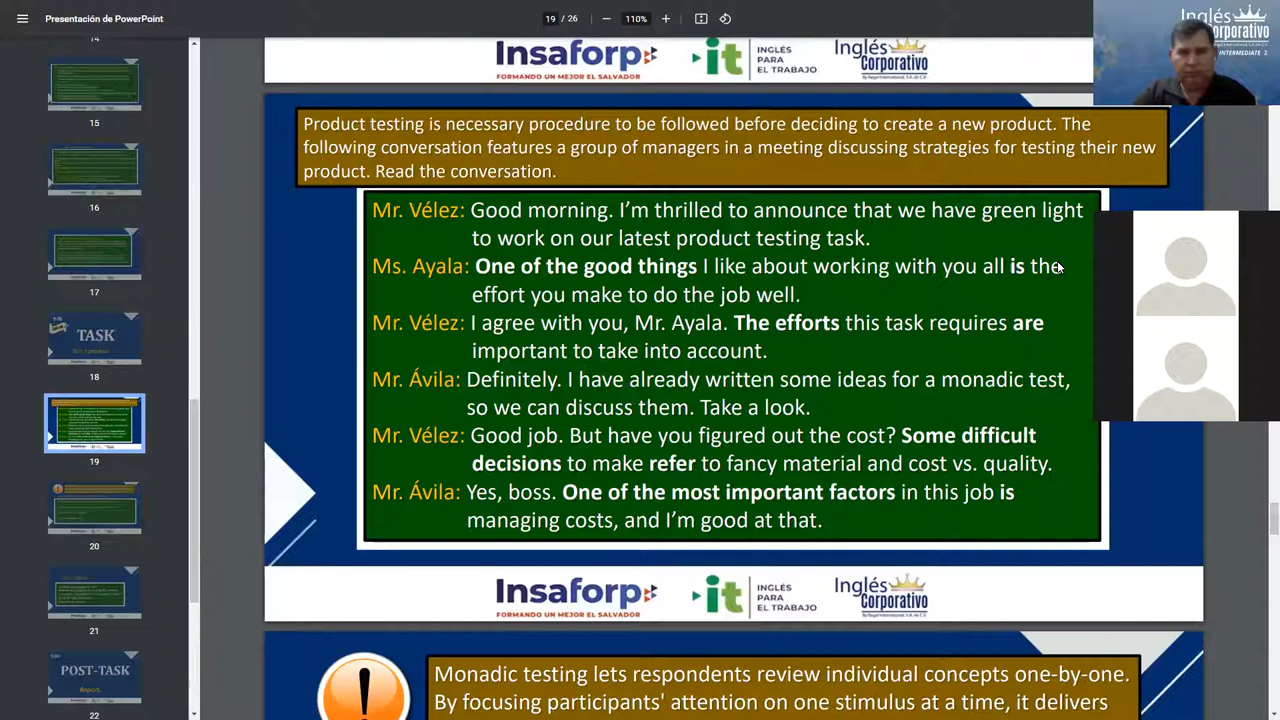 Presentación de PowerPoint
19 / 26
110%
Inglés
Corporativo
INTERMEDIATE 2
14
15
16
17
TASK
18
19
20
21
POST-TASK
Report.
22
Insaforp
FORMANDO UN MEJOR EL SALVADOR
it
INGLÉS
PARA
EL TRABAJO
Inglés
Corporativo
By Regal Internacional, S.A. de C.V.
Product testing is necessary procedure to be followed before deciding to create a new product. The
following conversation features a group of managers in a meeting discussing strategies for testing their new
product. Read the conversation.
Mr. Vélez: Good morning. I'm thrilled to announce that we have green light
to work on our latest product testing task.
Ms. Ayala: One of the good things I like about working with you all is the
effort you make to do the job well.
Mr. Vélez: I agree with you, Mr. Ayala. The efforts this task requires are
important to take into account.
Mr. Ávila: Definitely. I have already written some ideas for a monadic test,
so we can discuss them. Take a look.
Mr. Vélez: Good job. But have you figured out the cost? Some difficult
decisions to make refer to fancy material and cost vs. quality.
Mr. Ávila: Yes, boss. One of the most important factors in this job is
managing costs, and I'm good at that.
Insaforp
FORMANDO UN MEJOR EL SALVADOR
it
INGLÉS
PARA
EL TRABAJO
Inglés
Corporativo
By Regal Internacional, S.A. de C.V.
!
Monadic testing lets respondents review individual concepts one-by-one.
By focusing participants' attention on one stimulus at a time, it delivers